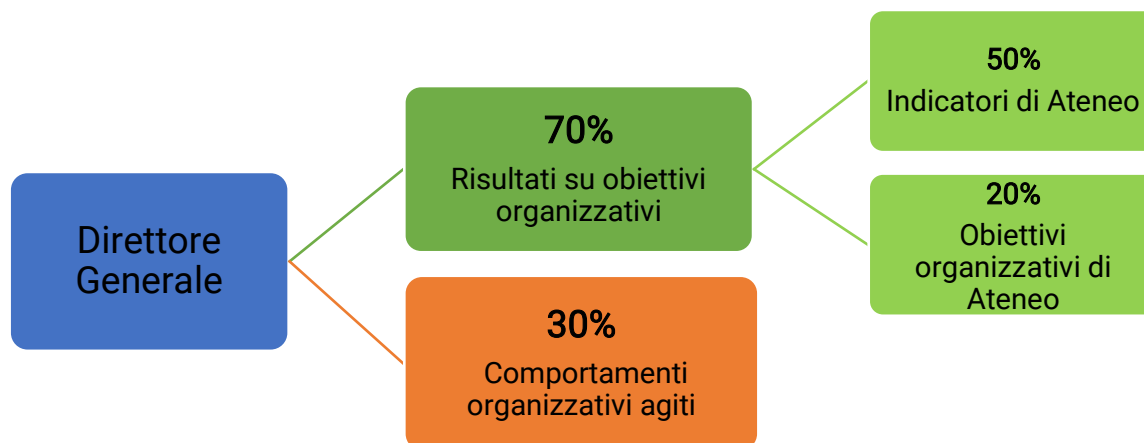 Direttore
Generale
70%
Risultati su obiettivi
organizzativi
30%
Comportamenti
organizzativi agiti
50%
Indicatori di Ateneo
20%
Obiettivi
organizzativi di
Ateneo